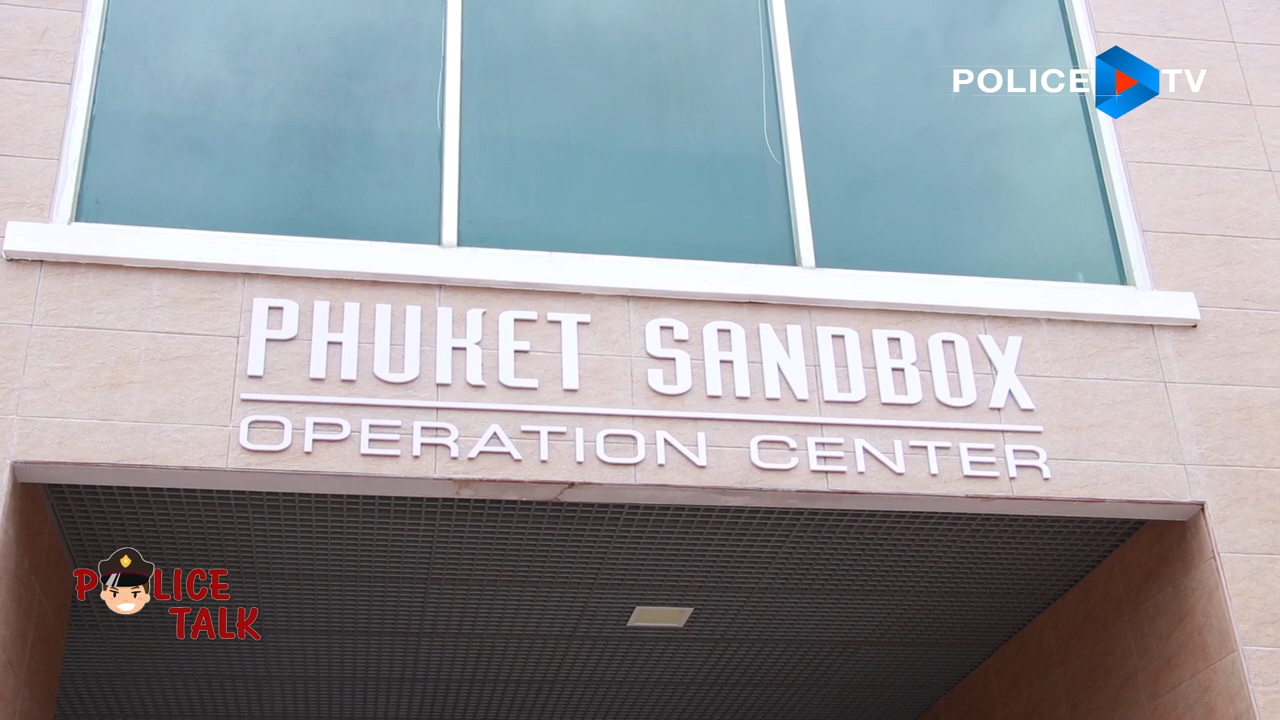 POLICE TV
PHUKET SANDBOX
OPERATION CENTER
POLICE
TALK